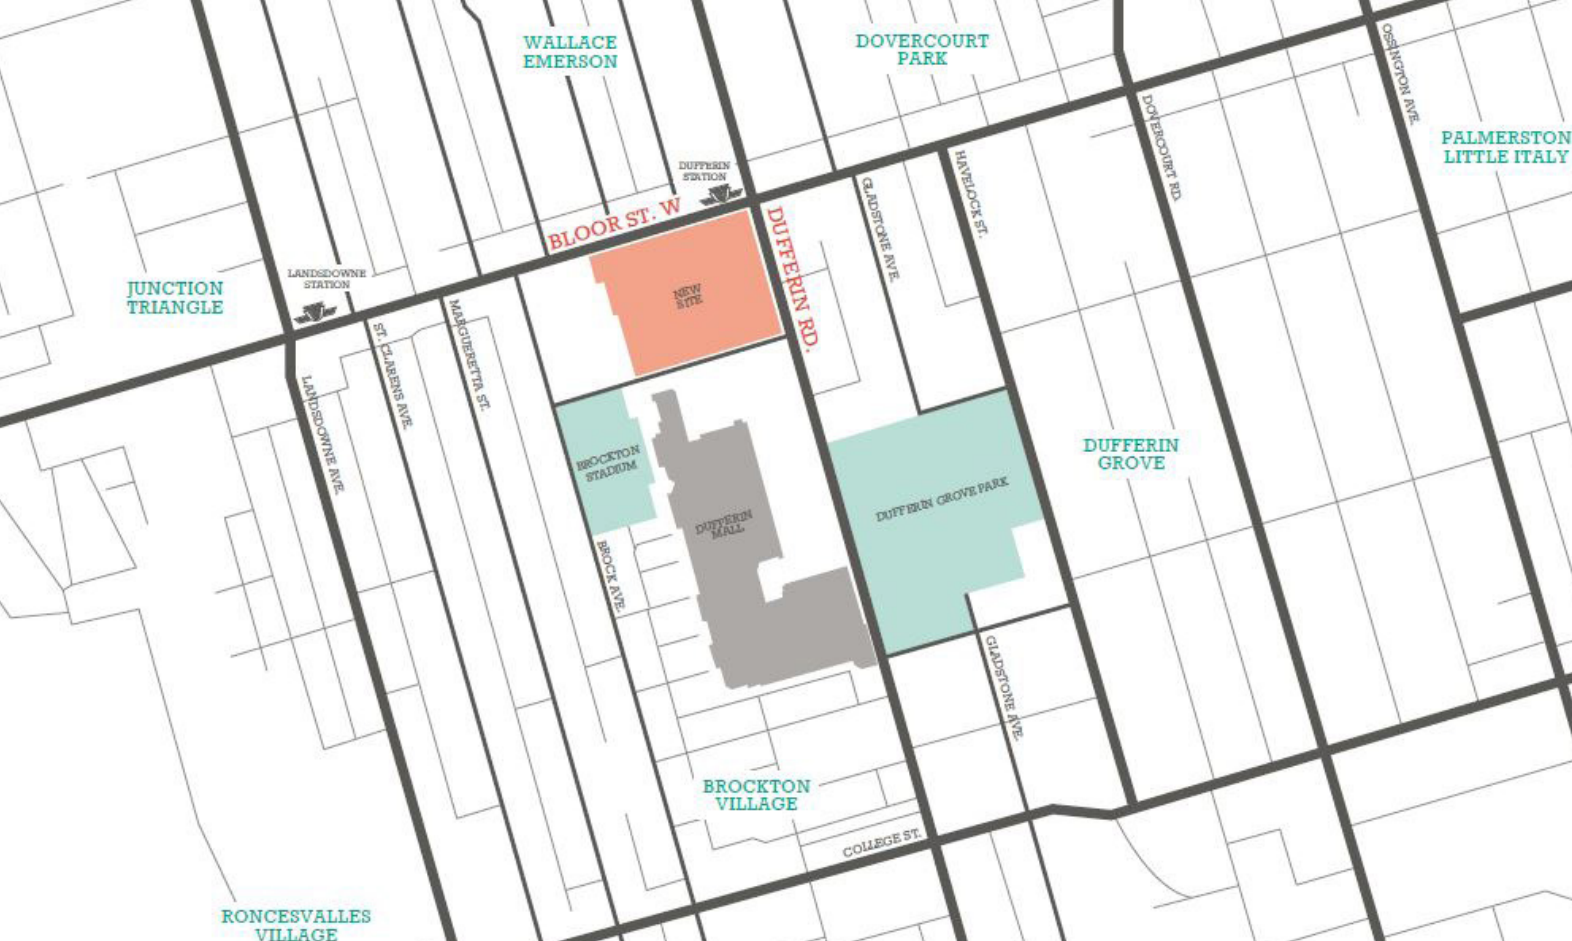 WALLACE
EMERSON
DOVERCOURT
PARK
OSSINGTON AVE.
DOVERCOURT RD.
PALMERSTON
LITTLE ITALY
DUFFERIN
STATION
HAVELOCK ST.
GLADSTONE AVE.
BLOOR ST. W
DUFFERIN RD.
JUNCTION
TRIANGLE
LANDSDOWNE
STATION
NEW
SITE
MARGUERETTA ST.
ST. CLARENS AVE.
LANDSDOWNE AVE.
BROCKTON
STADIUM
DUFFERIN
GROVE
DUFFERIN GROVE PARK
DUFFERIN
MALL
BROCK AVE.
GLADSTONE AVE.
BROCKTON
VILLAGE
COLLEGE ST.
RONCESVALLES
VILLAGE